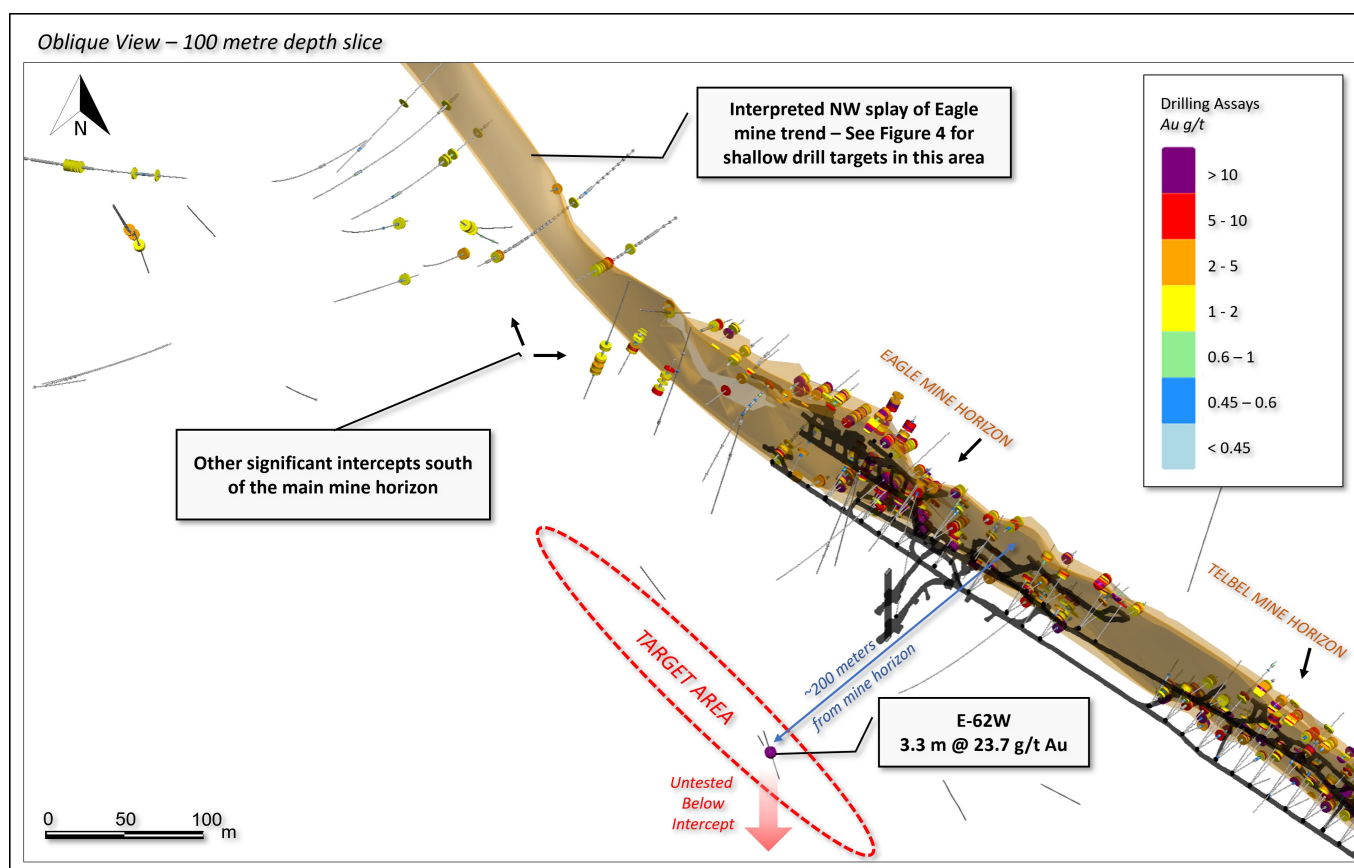 Oblique View – 100 metre depth slice
N
Interpreted NW splay of Eagle
mine trend – See Figure 4 for
shallow drill targets in this area
Drilling Assays
Au g/t
> 10
5 - 10
2 - 5
1 - 2
0.6 – 1
0.45 – 0.6
< 0.45
EAGLE MINE HORIZON
Other significant intercepts south
of the main mine horizon
TELBEL MINE HORIZON
TARGET AREA
~200 meters
from mine horizon
E-62W
3.3 m @ 23.7 g/t Au
Untested
Below
Intercept
0 50 100
m